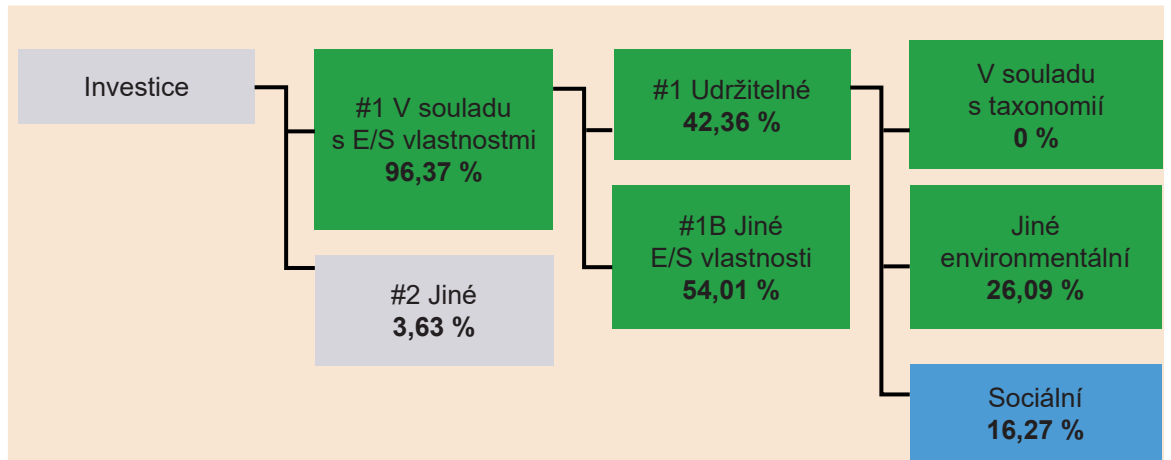 Investice
#1 V souladu
s E/S vlastnostmi
96,37 %
#2 Jiné
3,63 %
#1 Udržitelné
42,36 %
#1B Jiné
E/S vlastnosti
54,01 %
V souladu
s taxonomií
0 %
Jiné
environmentální
26,09 %
Sociální
16,27 %